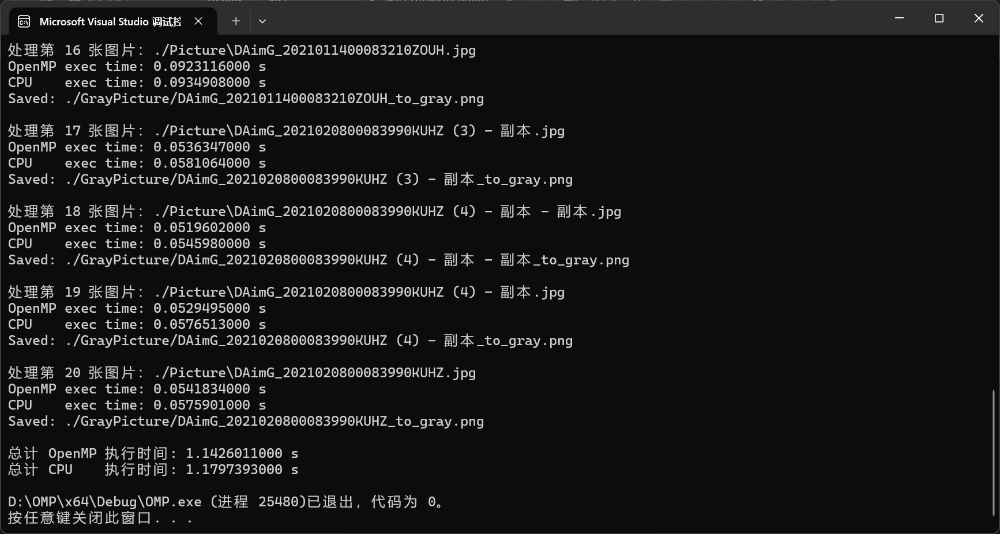 Microsoft Visual Studio 调试控
处理第 16 张图片: ./Picture\DAimG_2021011400083210ZOUH.jpg
OpenMP exec time: 0.0923116000 s
CPU    exec time: 0.0934908000 s
Saved: ./GrayPicture/DAimG_2021011400083210ZOUH_to_gray.png
处理第 17 张图片: ./Picture\DAimG_2021020800083990KUHZ (3) - 副本.jpg
OpenMP exec time: 0.0536347000 s
CPU    exec time: 0.0581064000 s
Saved: ./GrayPicture/DAimG_2021020800083990KUHZ (3) - 副本_to_gray.png
处理第 18 张图片: ./Picture\DAimG_2021020800083990KUHZ (4) - 副本 - 副本.jpg
OpenMP exec time: 0.0519602000 s
CPU    exec time: 0.0545980000 s
Saved: ./GrayPicture/DAimG_2021020800083990KUHZ (4) - 副本 - 副本_to_gray.png
处理第 19 张图片: ./Picture\DAimG_2021020800083990KUHZ (4) - 副本.jpg
OpenMP exec time: 0.0529495000 s
CPU    exec time: 0.0576513000 s
Saved: ./GrayPicture/DAimG_2021020800083990KUHZ (4) - 副本_to_gray.png
处理第 20 张图片: ./Picture\DAimG_2021020800083990KUHZ.jpg
OpenMP exec time: 0.0541834000 s
CPU    exec time: 0.0575901000 s
Saved: ./GrayPicture/DAimG_2021020800083990KUHZ_to_gray.png
总计 OpenMP 执行时间: 1.1426011000 s
总计 CPU    执行时间: 1.1797393000 s
D:\OMP\x64\Debug\OMP.exe (进程 25480)已退出，代码为 0。
按任意键关闭此窗口. . .